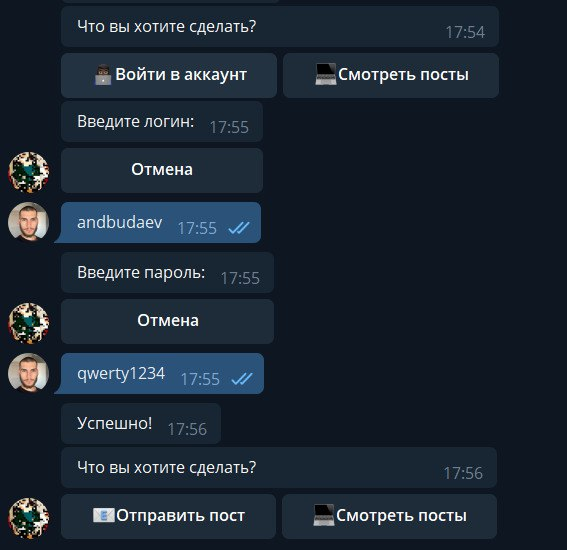 Что вы хотите сделать?
17:54
Войти в аккаунт
Смотреть посты
Введите логин:
17:55
Отмена
andbudaev
17:55
Введите пароль:
17:55
Отмена
qwerty1234
17:55
Успешно!
17:56
Что вы хотите сделать?
17:56
Отправить пост
Смотреть посты